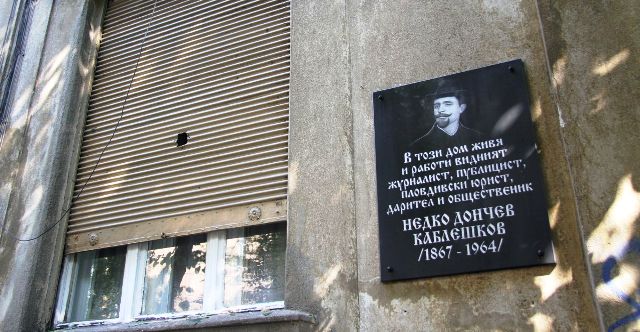 В този дом живя
и работи видният
журналист, публицист,
пловдивски юрист,
дарител и общественик
НЕДКО ДОНЧЕВ
КАБЛЕШКОВ
/1867 - 1964/